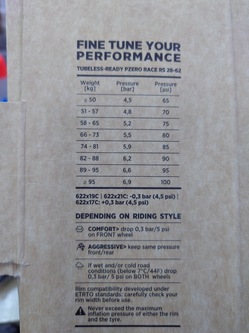 FINE TUNE YOUR
PERFORMANCE
TUBELESS-READY PZERO RACE RS 28-62
Weight [kg] Pressure [bar] Pressure [psi]
≤ 50 4,5 65
51 - 57 4,8 70
58 - 65 5,2 75
66 - 73 5,5 80
74 - 81 5,9 85
82 - 88 6,2 90
89 - 95 6,6 95
≥ 95 6,9 100
622x19C | 622x21C: -0,3 bar (4,5 psi) |
622x17C: +0,3 bar (4,5 psi)
DEPENDING ON RIDING STYLE
COMFORT> drop 0,3 bar/5 psi
on FRONT wheel
AGGRESSIVE> keep same pressure
front/rear
If wet and/or cold road
conditions (below 7°C/44F) drop
0,3 bar/ 5 psi on BOTH wheels
Rim compatibility developed under
ETRTO standards: carefully check your
rim width before use.
Never exceed the maximum
inflation pressure of either the rim
and the tyre.